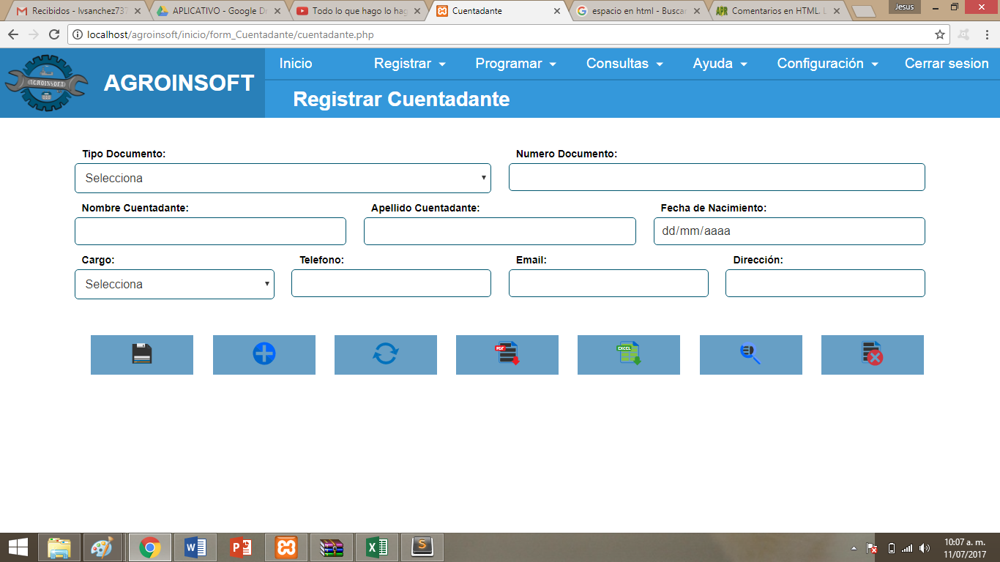 Recibidos - lvsanchez737
APLICATIVO - Google Dr
Todo lo que hago lo hag
Cuentadante
espacio en html - Buscar
APR Comentarios en HTML. L
Jesus
localhost/agroinsoft/inicio/form_Cuentadante/cuentadante.php
AGROINSOFT
AGROINSOFT
Inicio
Registrar
Programar
Consultas
Ayuda
Configuración
Cerrar sesion
Registrar Cuentadante
Tipo Documento:
Numero Documento:
Selecciona
Nombre Cuentadante:
Apellido Cuentadante:
Fecha de Nacimiento:
dd/mm/aaaa
Cargo:
Telefono:
Email:
Dirección:
Selecciona
PDF
EXCEL
10:07 a. m.
11/07/2017